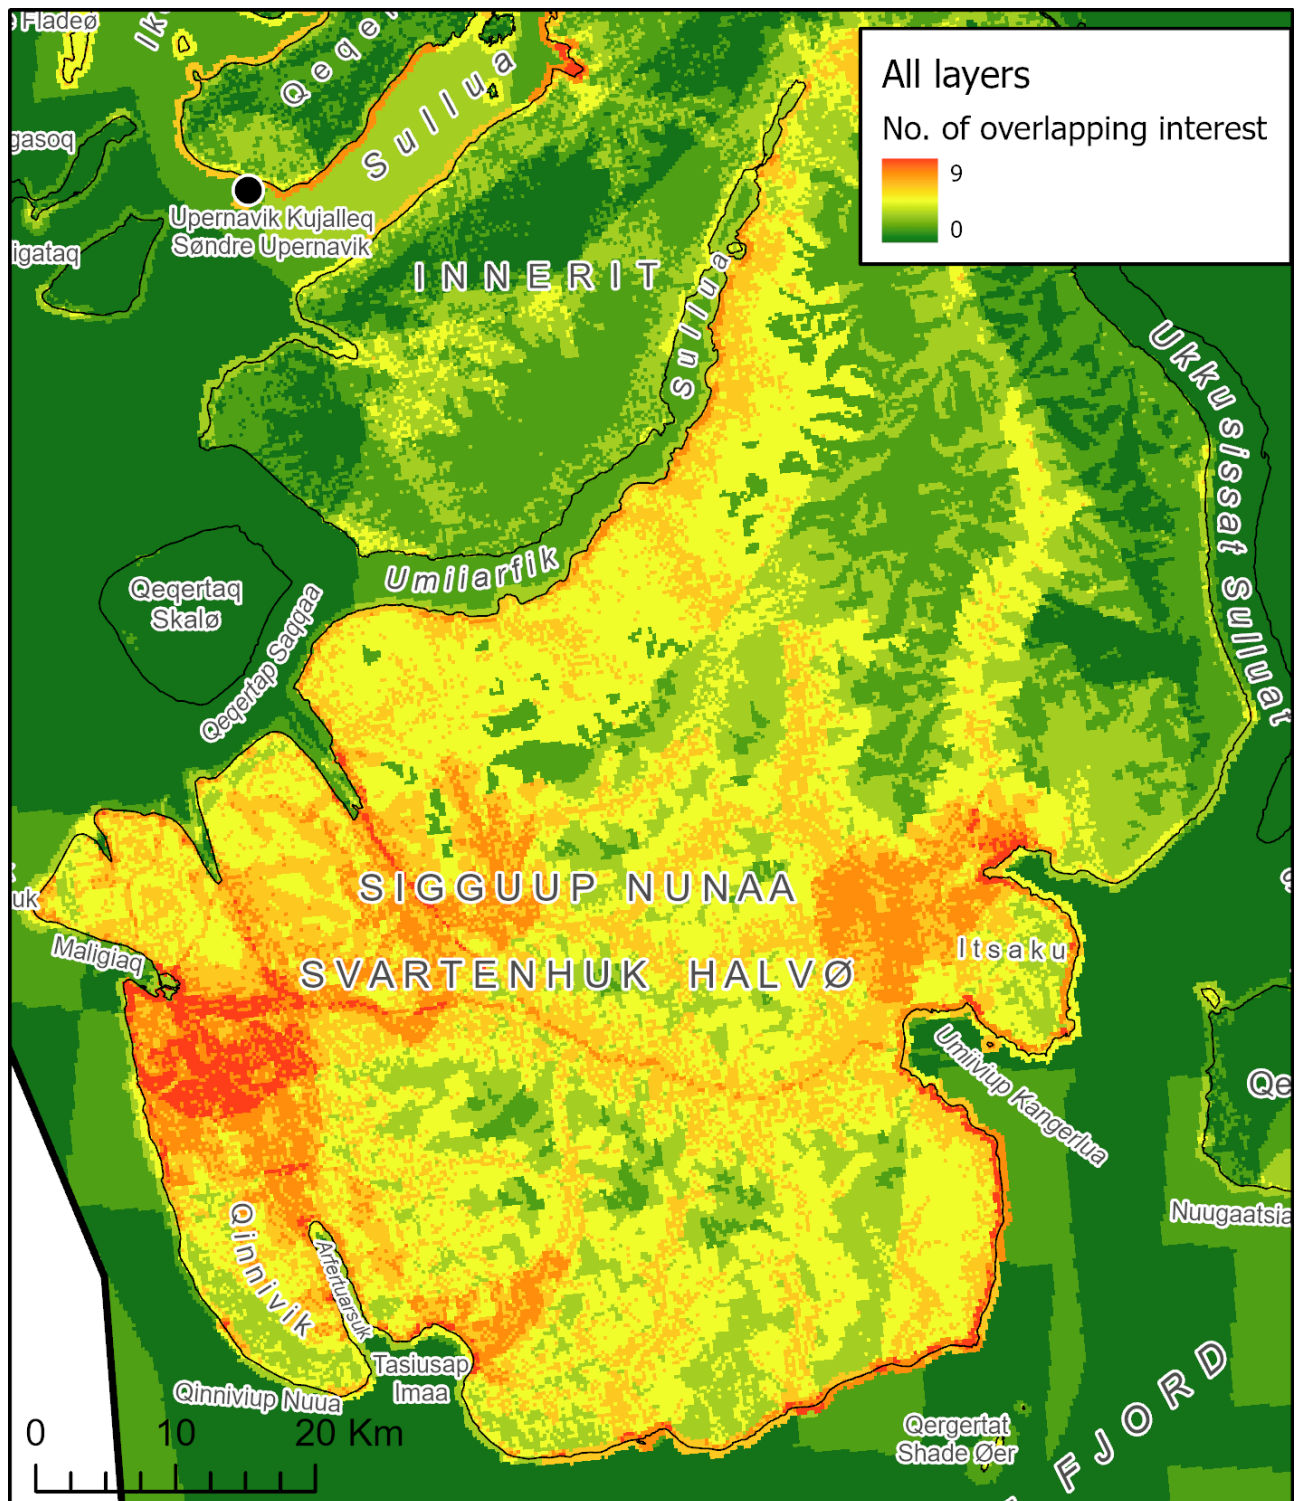 Fladeø
Ik
Qeqe
Sullua
All layers
No. of overlapping interest
9
0
gasoq
igataq
Upernavik Kujalleq
Søndre Upernavik
INNERIT
Sullua
Ukkusissat Sulluat
Umiiarfik
Qeqertaq
Skalø
Qeqertap Saqqaa
uk
SIGGUUP NUNAA
Maligiaq
SVARTENHUK HALVØ
Itsaku
Umiiviup Kangerlua
Qe
Nuugaatsia
Qinnivik
Arfertuarsuk
Tasiusap
Imaa
Qinniviup Nuua
Qergertat
Shade Øer
FJORD
0 10 20 Km